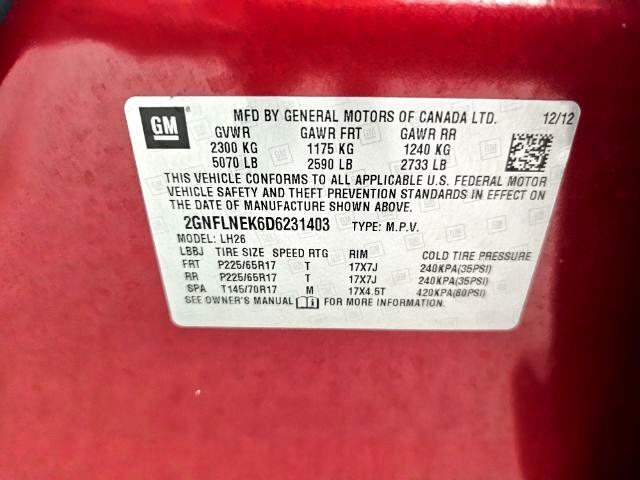 GM
MFD BY GENERAL MOTORS OF CANADA LTD. 12/12
GVWR GAWR FRT GAWR RR
2300 KG 1175 KG 1240 KG
5070 LB 2590 LB 2733 LB
THIS VEHICLE CONFORMS TO ALL APPLICABLE U.S. FEDERAL MOTOR
VEHICLE SAFETY AND THEFT PREVENTION STANDARDS IN EFFECT ON
THE DATE OF MANUFACTURE SHOWN ABOVE.
2GNFLNEK6D6231403 TYPE: M.P.V.
MODEL: LH26
LBBJ TIRE SIZE SPEED RTG RIM COLD TIRE PRESSURE
FRT P225/65R17 T 17X7J 240KPA(35PSI)
RR P225/65R17 T 17X7J 240KPA(35PSI)
SPA T145/70R17 M 17X4.5T 420KPA(60PSI)
SEE OWNER'S MANUAL FOR MORE INFORMATION.